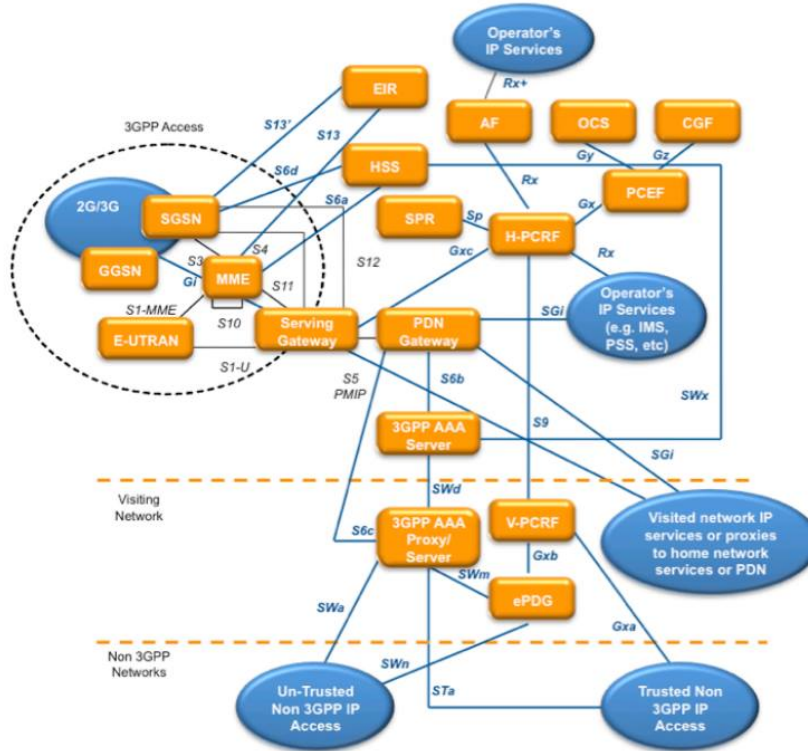 Operator's
IP Services
Rx+
EIR
AF
OCS
CGF
3GPP Access
S13'
S13
HSS
Gy
Gz
S6d
PCEF
2G/3G
SGSN
S6a
Rx
Gx
SPR
Sp
H-PCRF
S4
S3
GGSN
S12
Gxc
Rx
MME
Gi
S11
S1-MME
S10
Serving
Gateway
PDN
Gateway
SGi
Operator's
IP Services
(e.g. IMS,
PSS, etc)
E-UTRAN
S1-U
S5
PMIP
S6b
SWx
S9
3GPP AAA
Server
SGi
Visiting
Network
SWd
S6c
3GPP AAA
Proxy/
Server
V-PCRF
Visited network IP
services or proxies
to home network
services or PDN
Gxb
SWm
ePDG
SWa
Gxa
Non 3GPP
Networks
SWn
Un-Trusted
Non 3GPP IP
Access
STa
Trusted Non
3GPP IP
Access